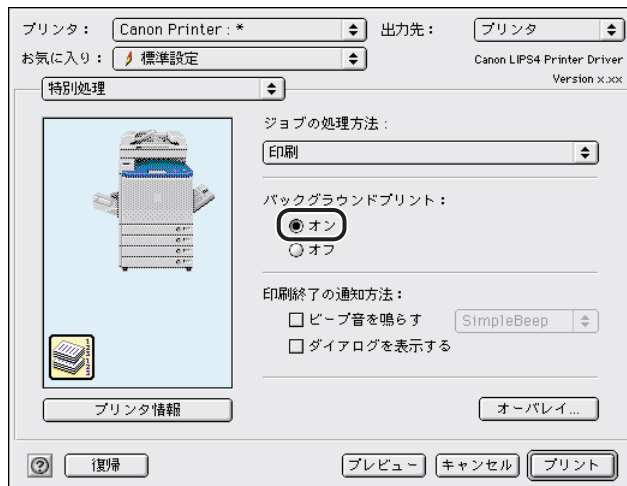 プリンタ： Canon Printer : * 出力先： プリンタ
お気に入り： 標準設定 Canon LIPS4 Printer Driver
Version x.xx
特別処理
ジョブの処理方法：
印刷
バックグラウンドプリント：
オン
オフ
印刷終了の通知方法：
ビープ音を鳴らす SimpleBeep
ダイアログを表示する
プリンタ情報 オーバレイ...
? 復帰 プレビュー キャンセル プリント